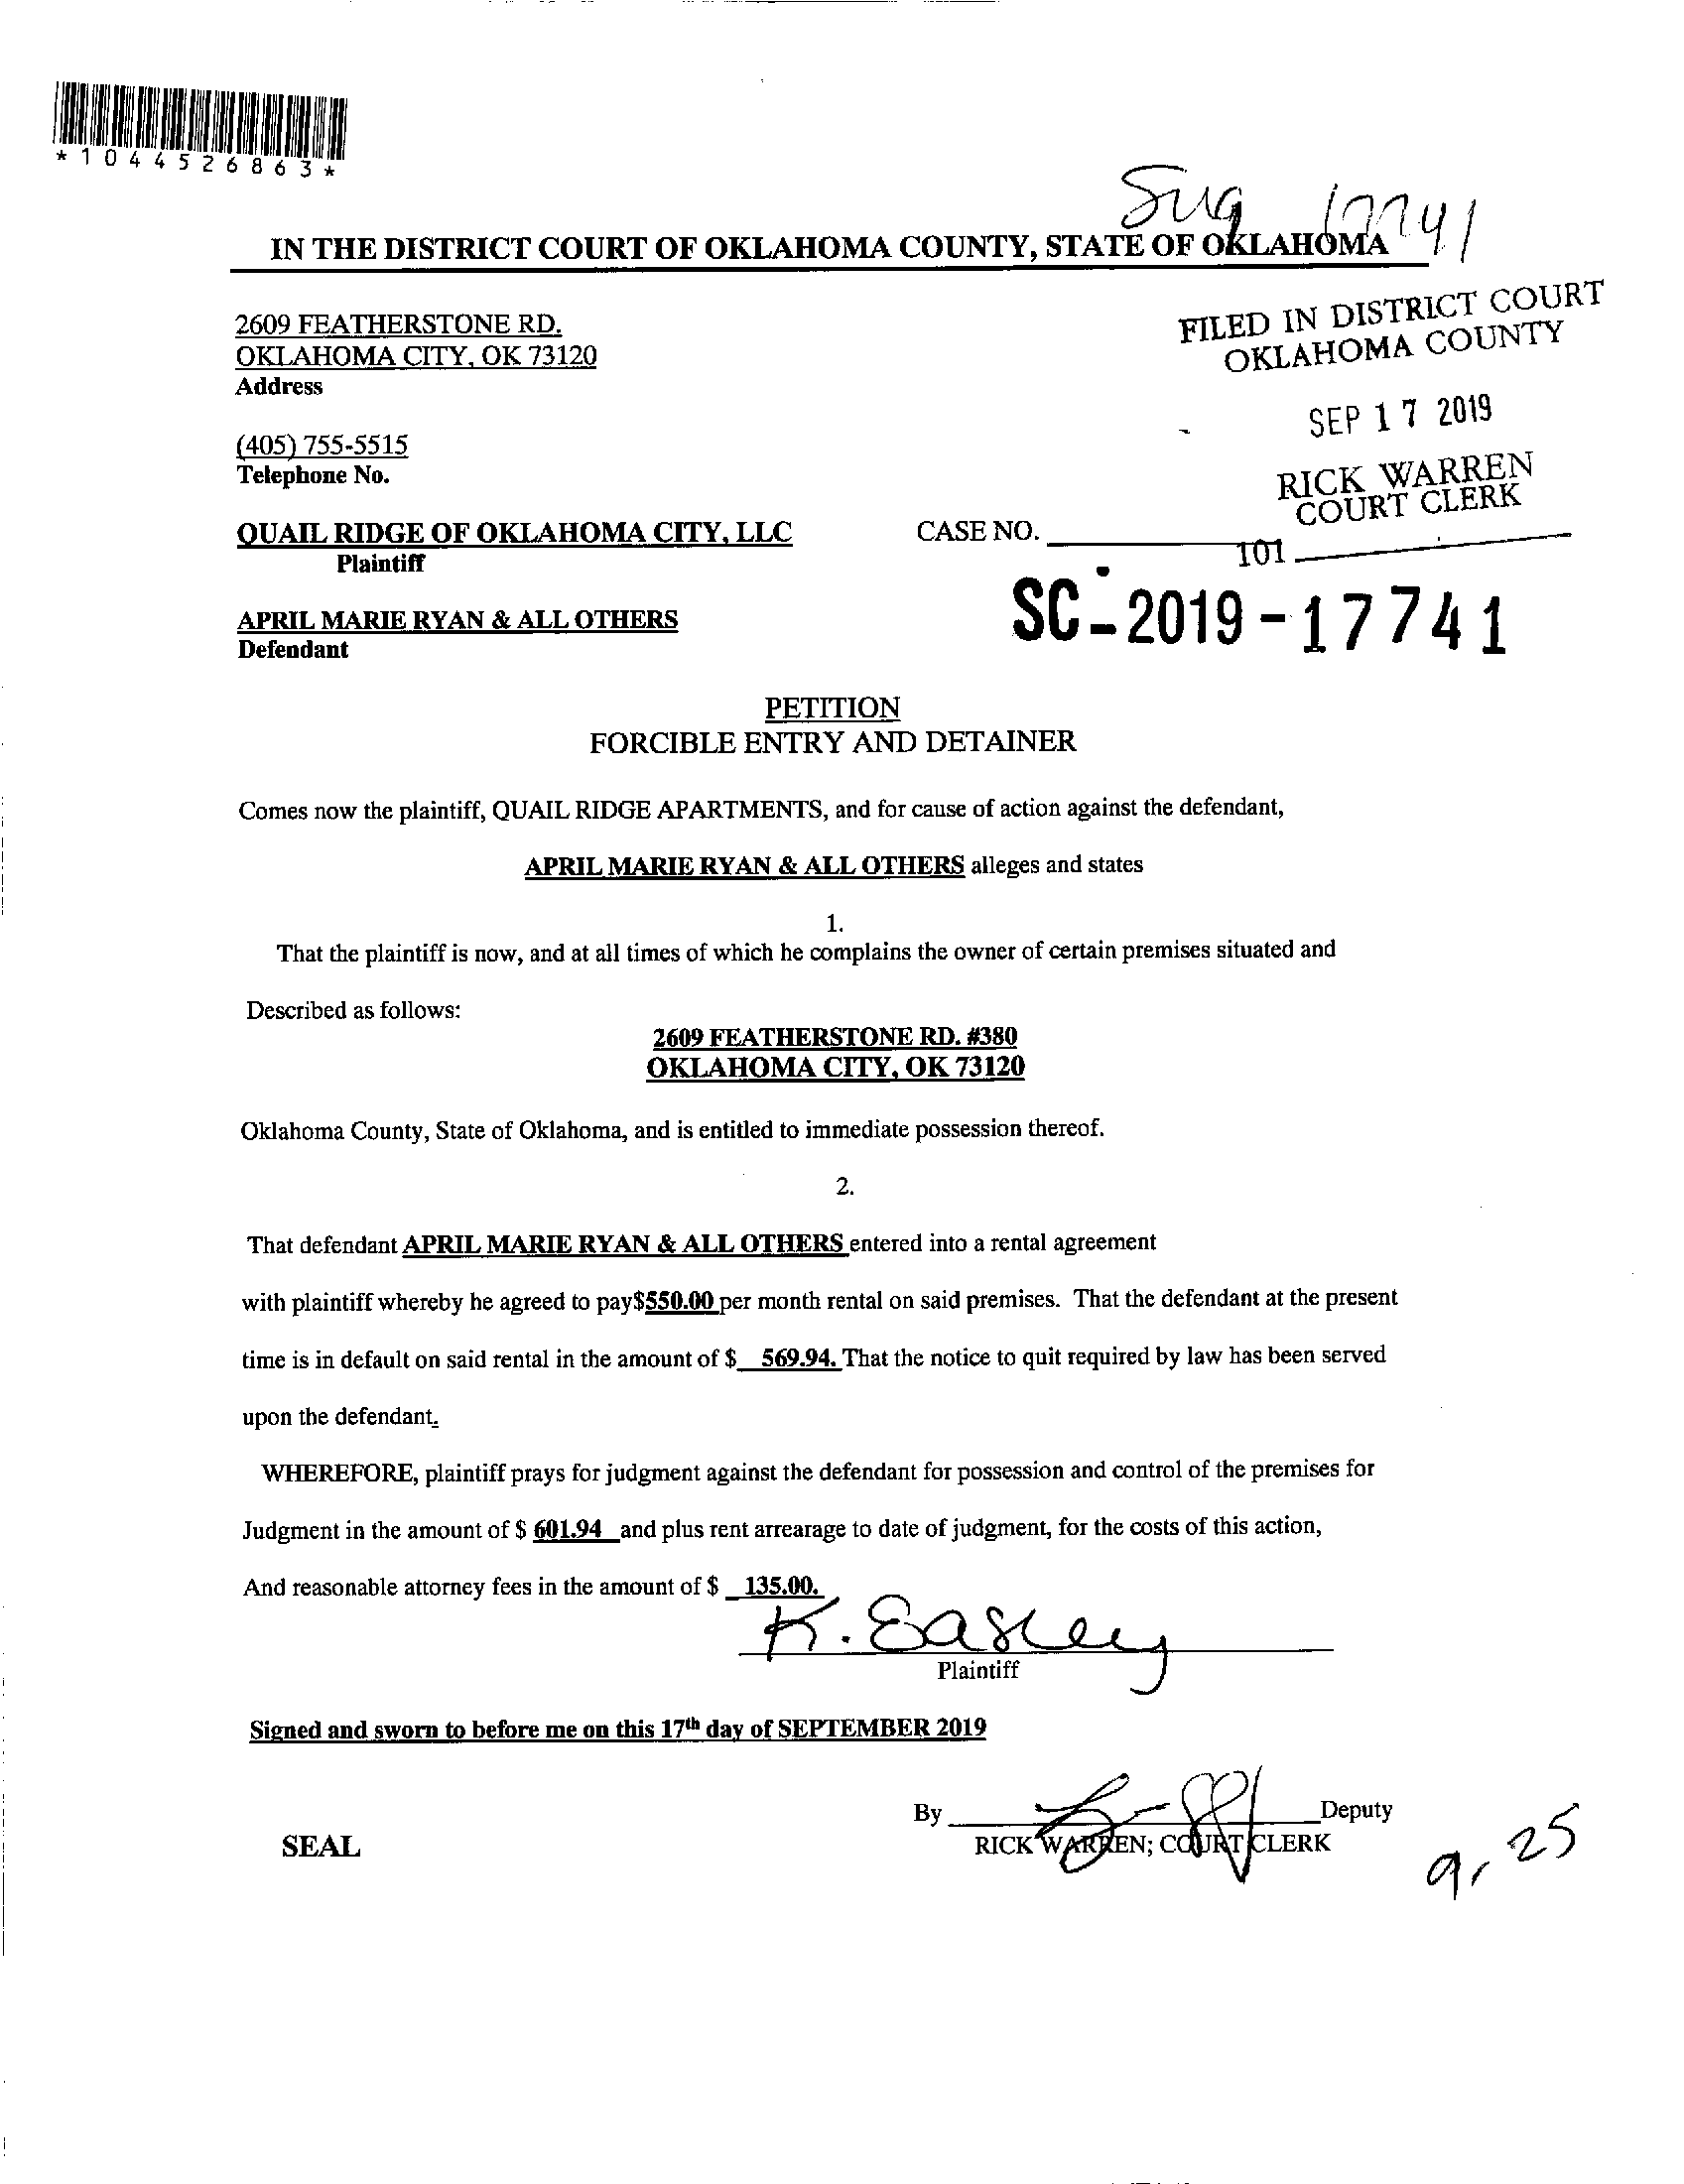 *1044526863*
17741
IN THE DISTRICT COURT OF OKLAHOMA COUNTY, STATE OF OKLAHOMA
2609 FEATHERSTONE RD.
OKLAHOMA CITY, OK 73120
Address
FILED IN DISTRICT COURT
OKLAHOMA COUNTY
SEP 17 2019
(405) 755-5515
Telephone No.
RICK WARREN
COURT CLERK
QUAIL RIDGE OF OKLAHOMA CITY, LLC
Plaintiff
CASE NO.
101
SC-2019-17741
APRIL MARIE RYAN & ALL OTHERS
Defendant
PETITION
FORCIBLE ENTRY AND DETAINER
Comes now the plaintiff, QUAIL RIDGE APARTMENTS, and for cause of action against the defendant,
APRIL MARIE RYAN & ALL OTHERS alleges and states
1.
That the plaintiff is now, and at all times of which he complains the owner of certain premises situated and
Described as follows:
2609 FEATHERSTONE RD. #380
OKLAHOMA CITY, OK 73120
Oklahoma County, State of Oklahoma, and is entitled to immediate possession thereof.
2.
That defendant APRIL MARIE RYAN & ALL OTHERS entered into a rental agreement
with plaintiff whereby he agreed to pay$550.00 per month rental on said premises. That the defendant at the present
time is in default on said rental in the amount of $ 569.94. That the notice to quit required by law has been served
upon the defendant.
WHEREFORE, plaintiff prays for judgment against the defendant for possession and control of the premises for
Judgment in the amount of $ 601.94 and plus rent arrearage to date of judgment, for the costs of this action,
And reasonable attorney fees in the amount of $ 135.00.
K. Easley
Plaintiff
Signed and sworn to before me on this 17th day of SEPTEMBER 2019
By Deputy
RICK WARREN; COURT CLERK
SEAL
9, 25